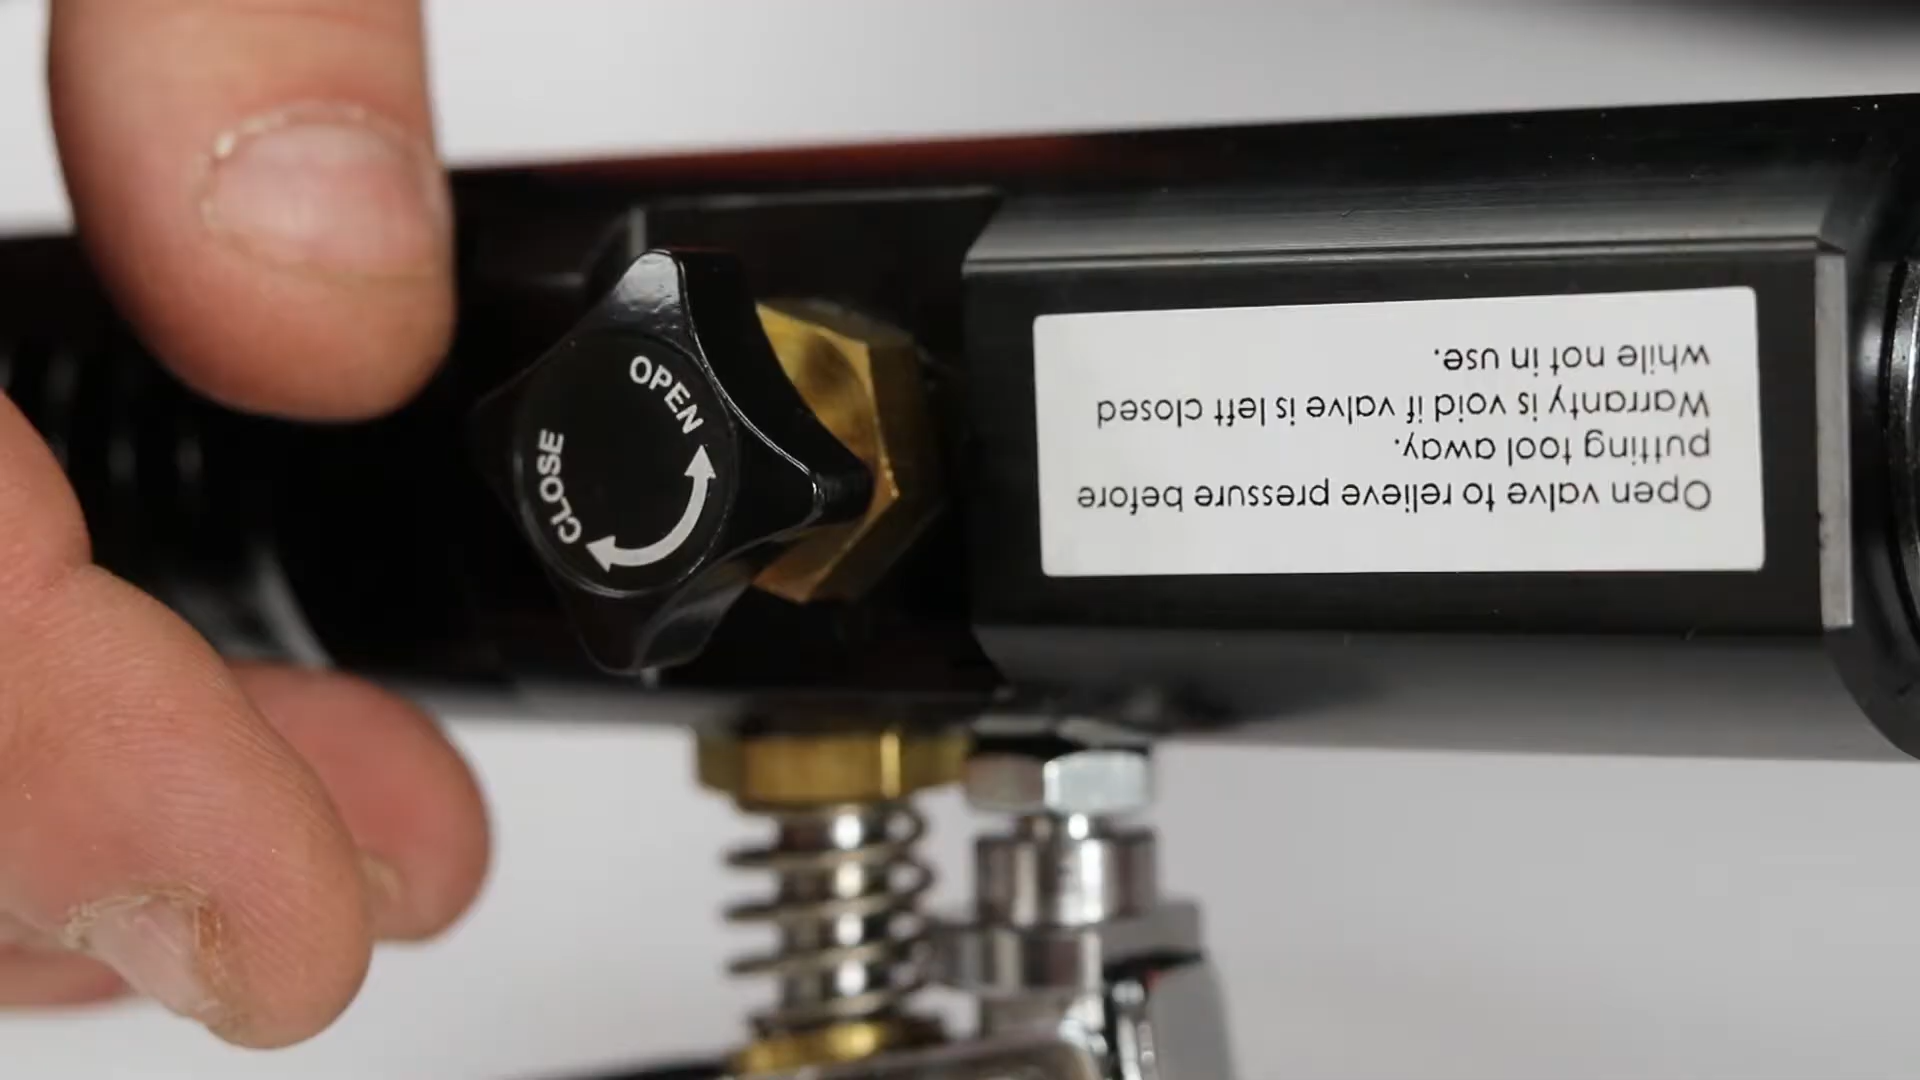 OPEN
CLOSE
Open valve to relieve pressure before
putting tool away.
Warranty is void if valve is left closed
while not in use.